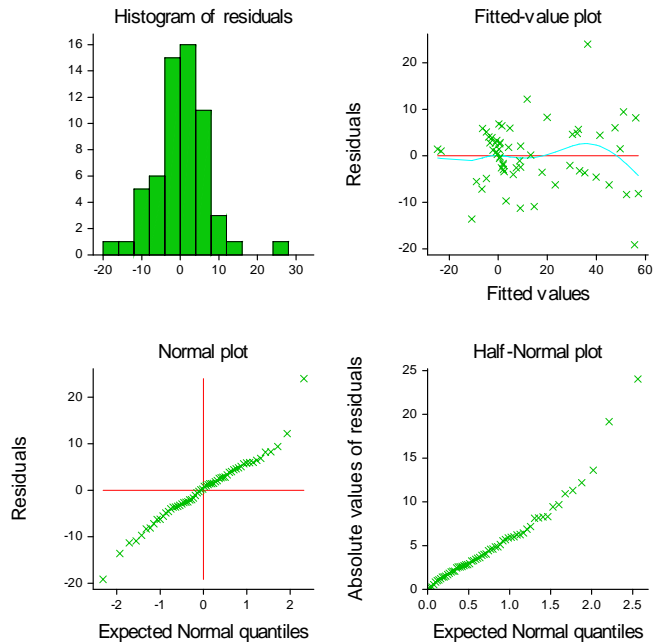 Histogram of residuals
16
14
12
10
8
6
4
2
0
-20 -10 0 10 20 30
Fitted-value plot
Residuals
20
10
0
-10
-20
-20 0 20 40 60
Fitted values
Normal plot
Residuals
20
10
0
-10
-20
-2 -1 0 1 2
Expected Normal quantiles
Half-Normal plot
Absolute values of residuals
25
20
15
10
5
0
0.0 0.5 1.0 1.5 2.0 2.5
Expected Normal quantiles